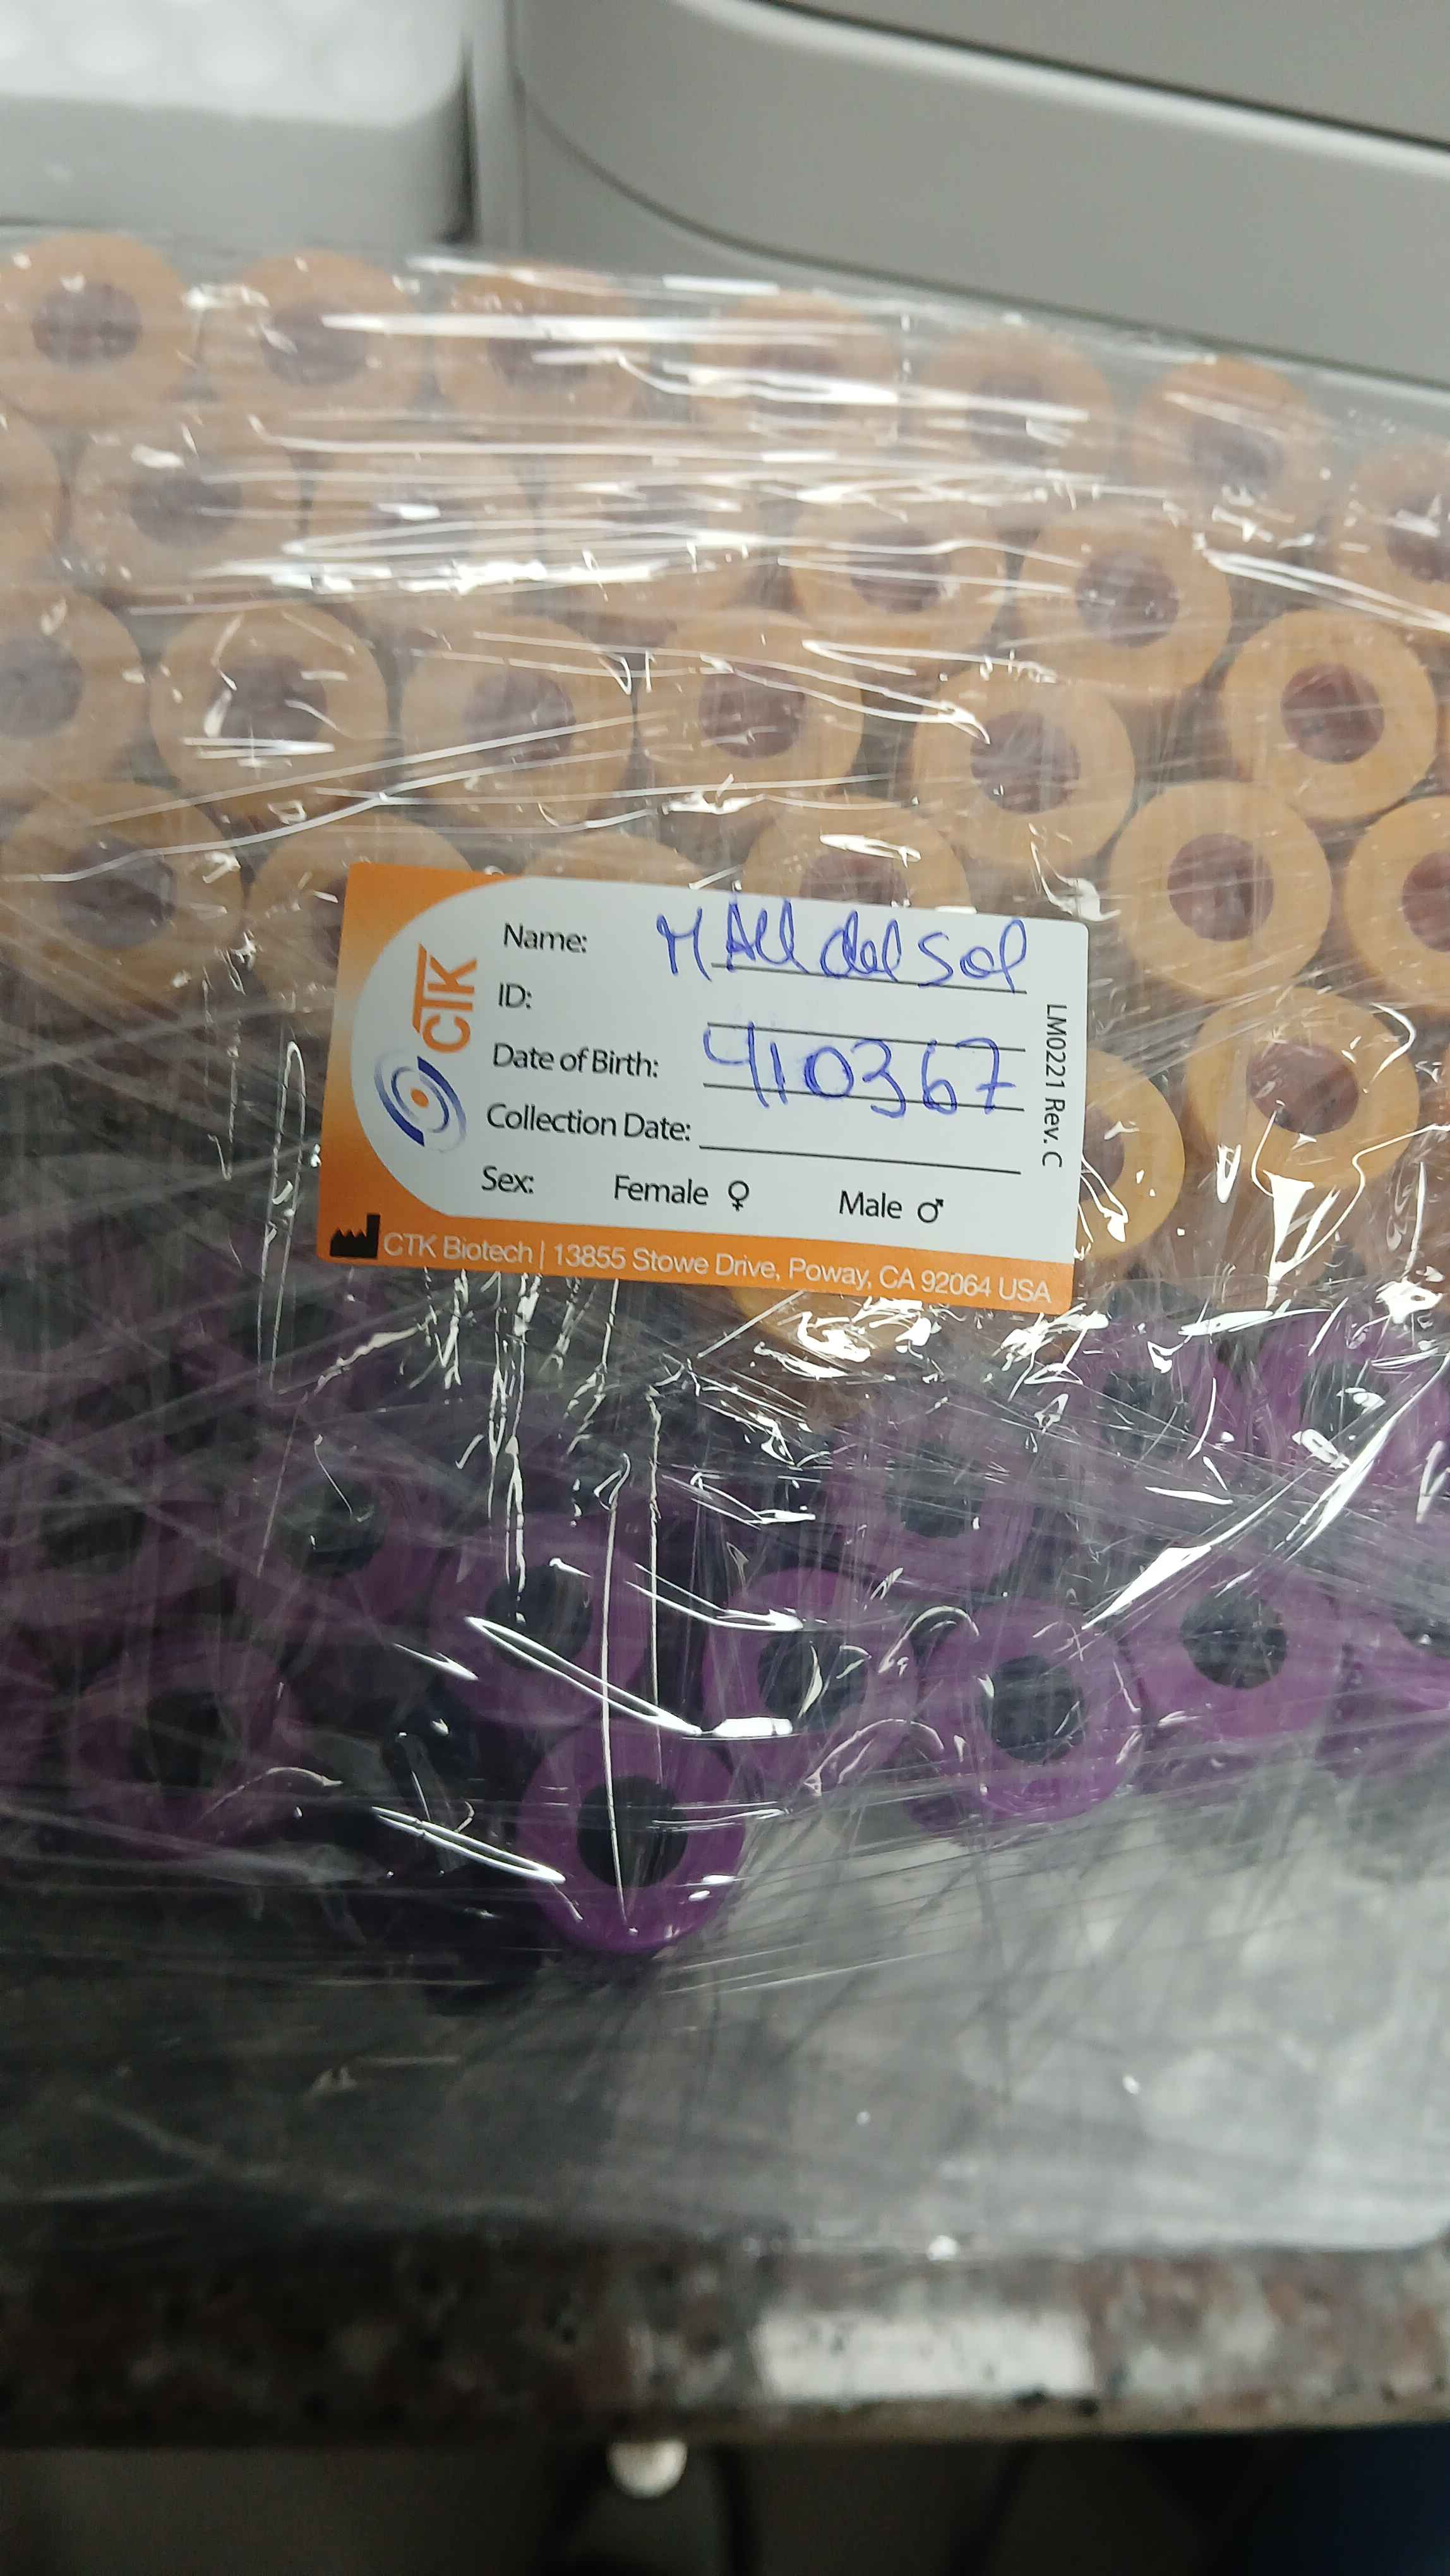 CTK
Name: MAll del Sol
ID:
Date of Birth: 410367
Collection Date:
Sex: Female ♀ Male ♂
LM0221 Rev. C
CTK Biotech | 13855 Stowe Drive, Poway, CA 92064 USA